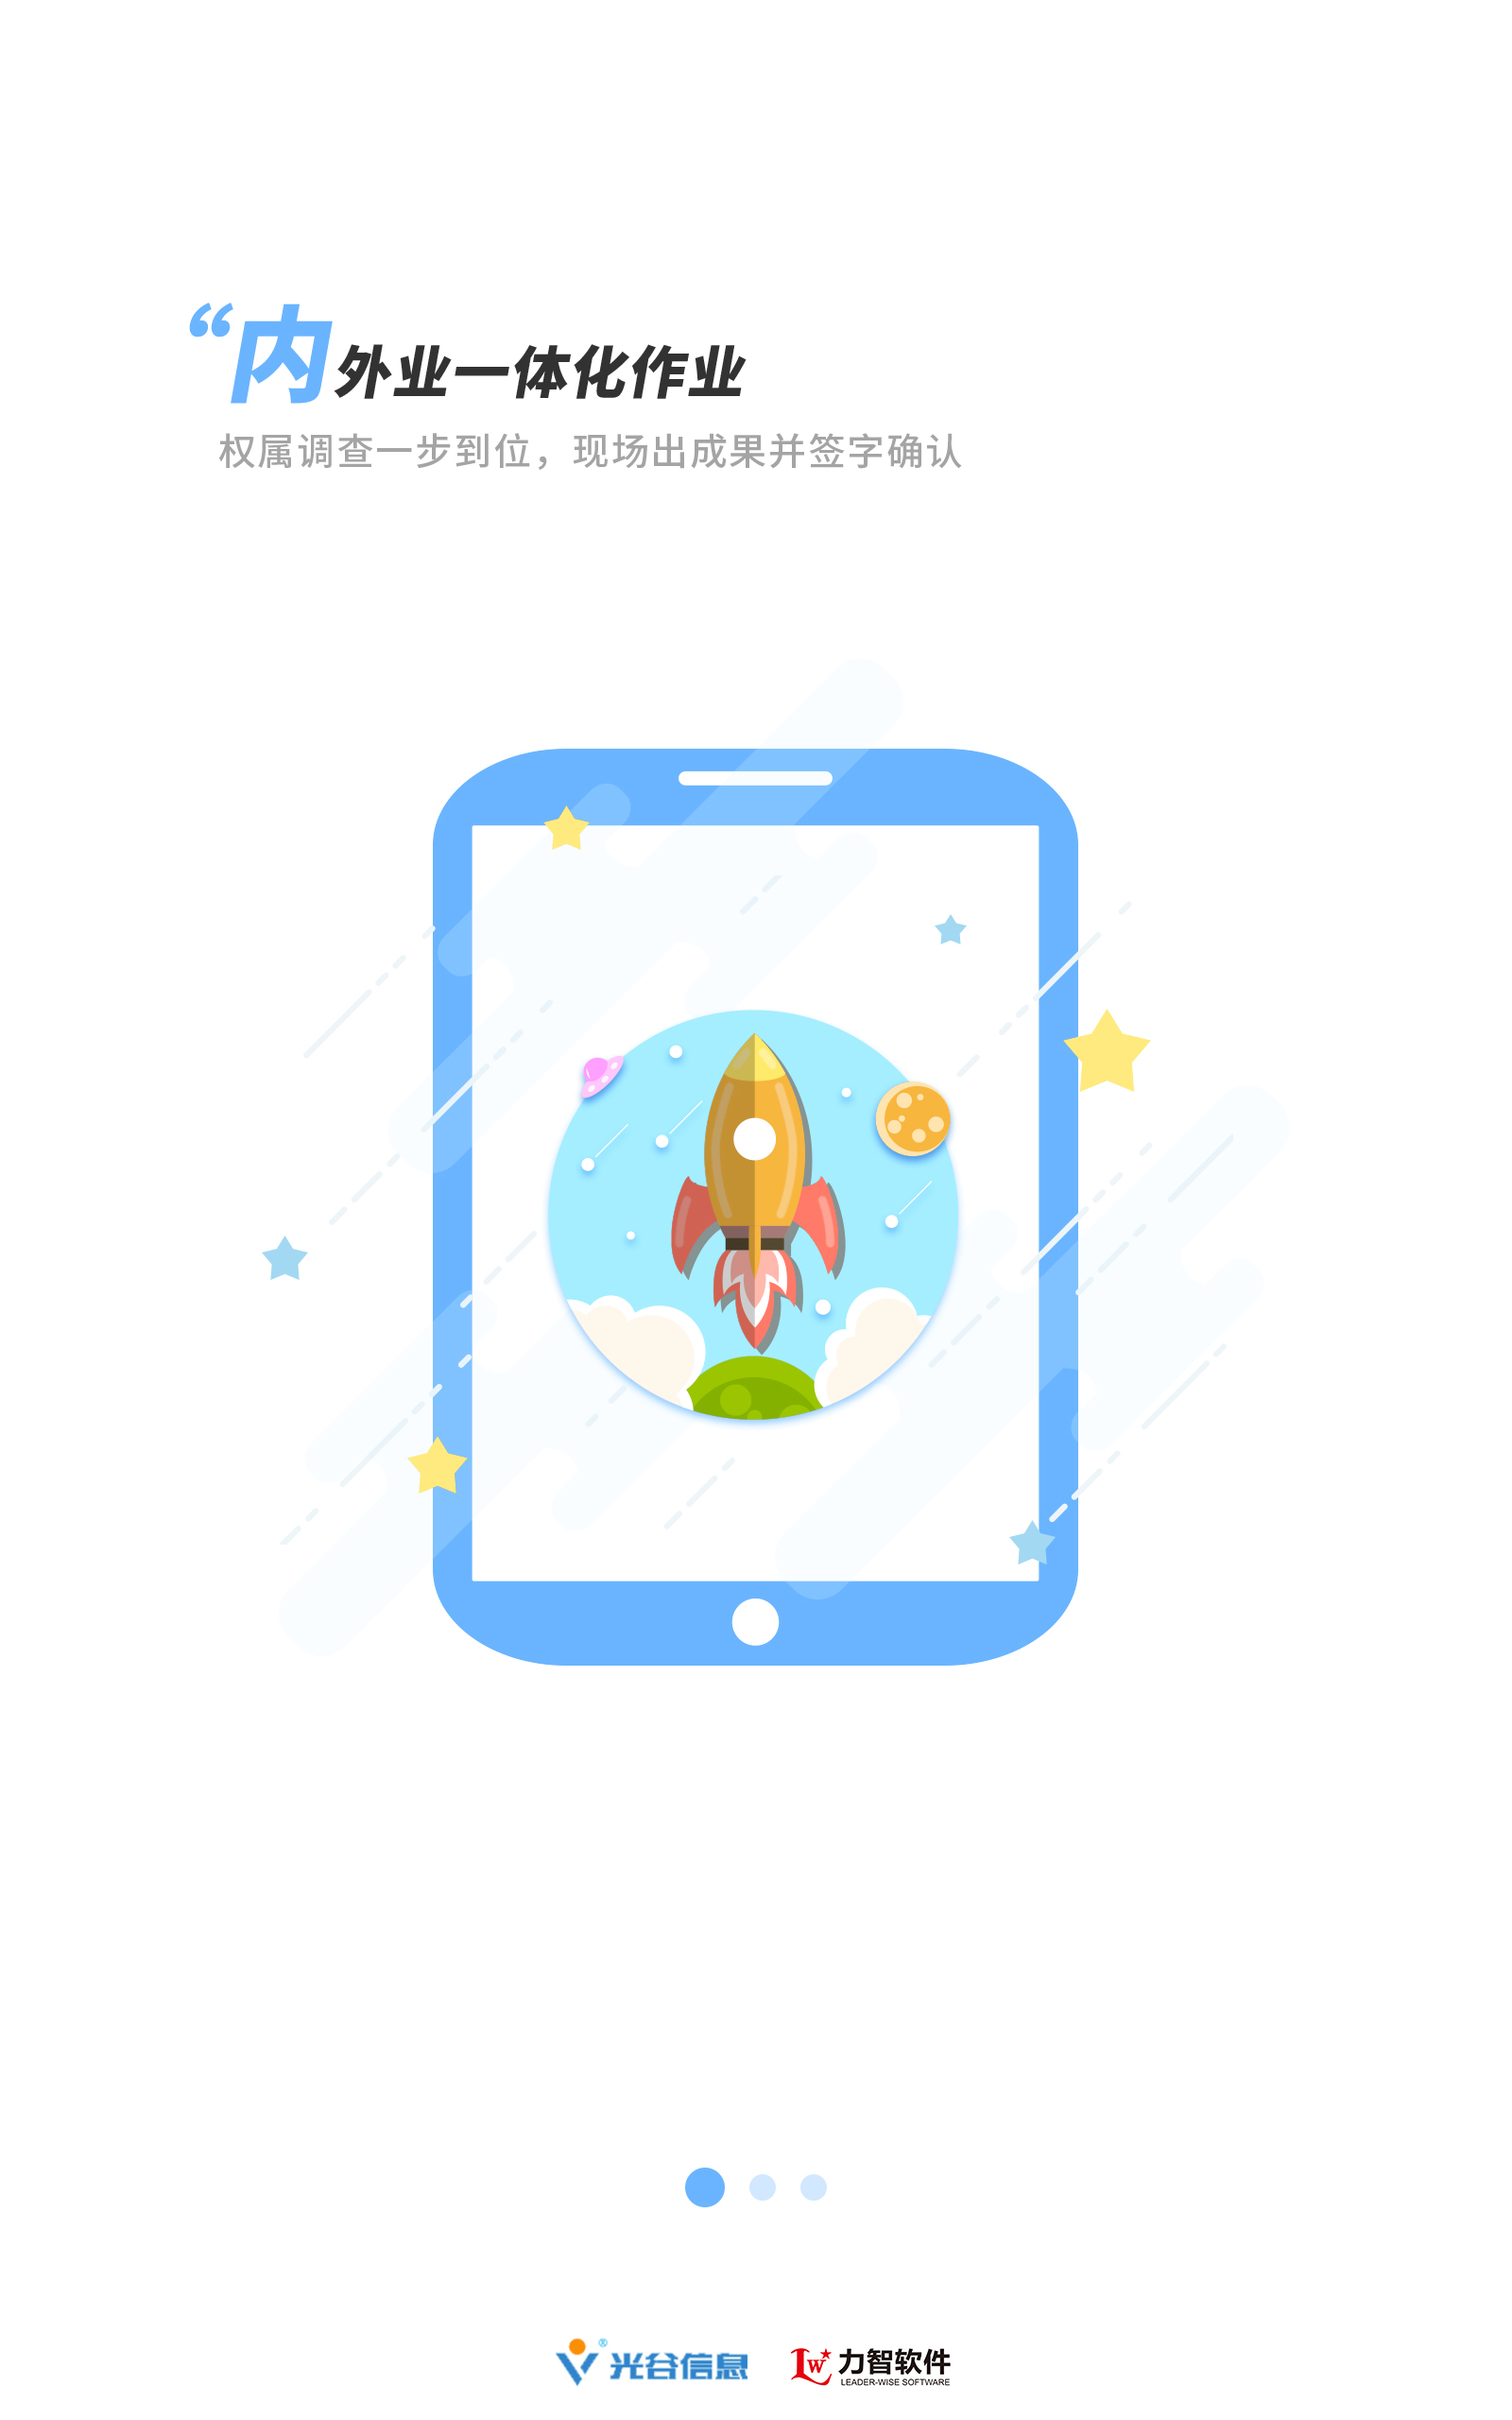 “内外业一体化作业
权属调查一步到位，现场出成果并签字确认
光谷信息®
LW 力智软件
LEADER-WISE SOFTWARE